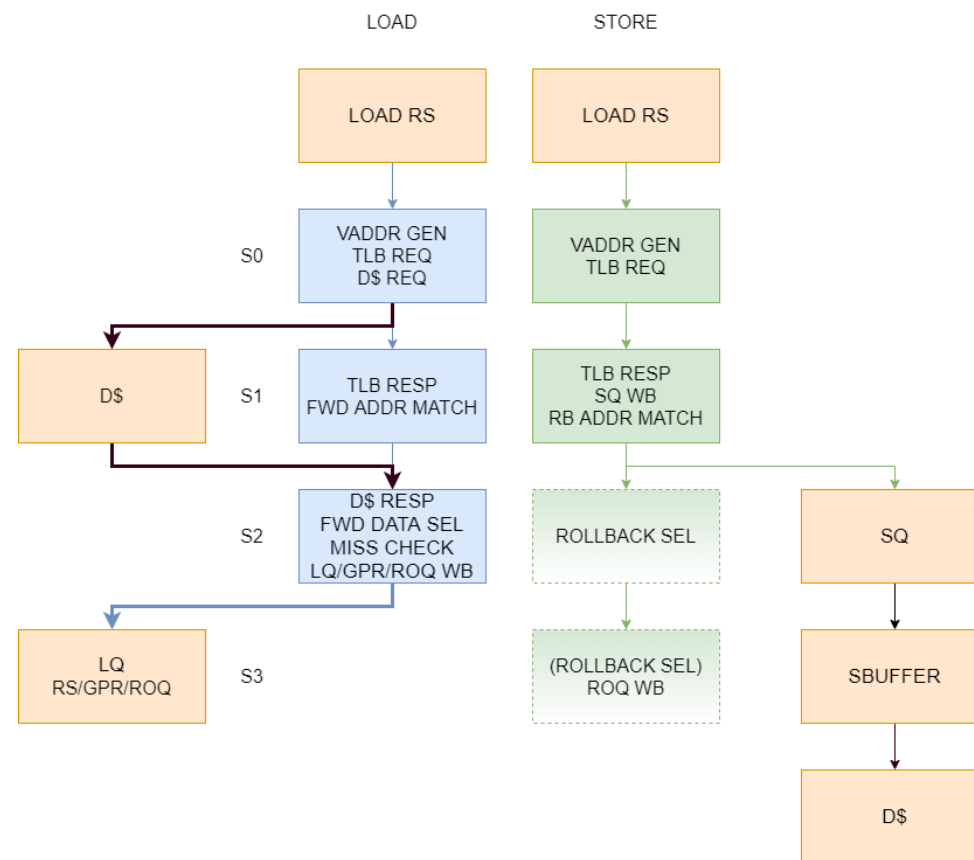 LOAD
STORE
LOAD RS
LOAD RS
S0
VADDR GEN
TLB REQ
D$ REQ
VADDR GEN
TLB REQ
D$
S1
TLB RESP
FWD ADDR MATCH
TLB RESP
SQ WB
RB ADDR MATCH
S2
D$ RESP
FWD DATA SEL
MISS CHECK
LQ/GPR/ROQ WB
ROLLBACK SEL
SQ
LQ
RS/GPR/ROQ
S3
(ROLLBACK SEL)
ROQ WB
SBUFFER
D$